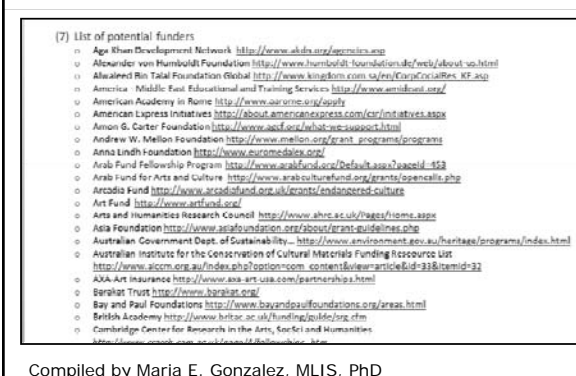 (7) List of potential funders
o Aga Khan Development Network http://www.akdn.org/agencies.asp
o Alexander von Humboldt Foundation http://www.humboldt-foundation.de/web/about-us.html
o Alwaleed Bin Talal Foundation Global http://www.kingdom.com.sa/en/CorpCocialRes_KF.asp
o America - Middle East Educational and Training Services http://www.amideast.org/
o American Academy in Rome http://www.aarome.org/apply
o American Express Initiatives http://about.americanexpress.com/csr/initiatives.aspx
o Amon G. Carter Foundation http://www.agcf.org/what-we-support.html
o Andrew W. Mellon Foundation http://www.mellon.org/grant_programs/programs
o Anna Lindh Foundation http://www.euromedalex.org/
o Arab Fund Fellowship Program http://www.arabfund.org/Default.aspx?pageId=453
o Arab Fund for Arts and Culture http://www.arabculturefund.org/grants/opencalls.php
o Arcadia Fund http://www.arcadiafund.org.uk/grants/endangered-culture
o Art Fund http://www.artfund.org/
o Arts and Humanities Research Council http://www.ahrc.ac.uk/Pages/Home.aspx
o Asia Foundation http://www.asiafoundation.org/about/grant-guidelines.php
o Australian Government Dept. of Sustainability... http://www.environment.gov.au/heritage/programs/index.html
o Australian Institute for the Conservation of Cultural Materials Funding Resource List
http://www.aiccm.org.au/index.php?option=com_content&view=article&id=33&Itemid=32
o AXA-Art Insurance http://www.axa-art-usa.com/partnerships.html
o Barakat Trust http://www.barakat.org/
o Bay and Paul Foundations http://www.bayandpaulfoundations.org/areas.html
o British Academy http://www.britac.ac.uk/funding/guide/srg.cfm
o Cambridge Center for Research in the Arts, SocSci and Humanities
Compiled by Maria E. Gonzalez, MLIS, PhD